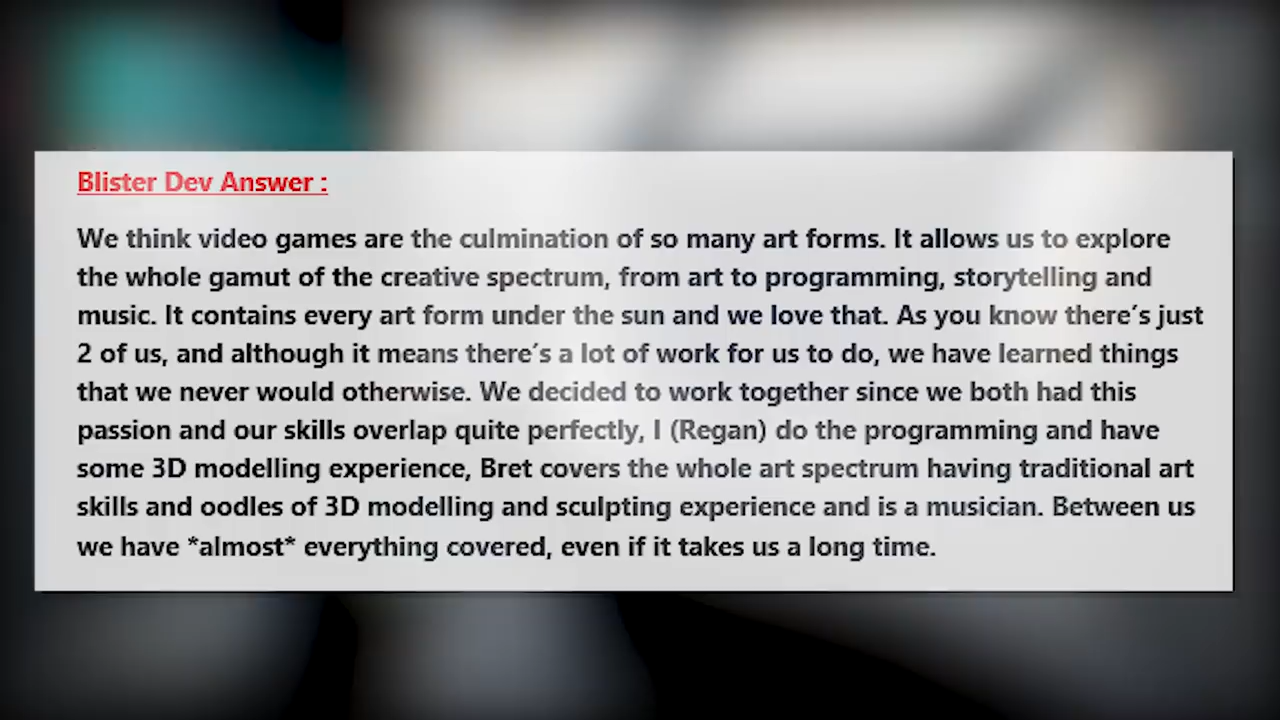 Blister Dev Answer :
We think video games are the culmination of so many art forms. It allows us to explore
the whole gamut of the creative spectrum, from art to programming, storytelling and
music. It contains every art form under the sun and we love that. As you know there´s just
2 of us, and although it means there´s a lot of work for us to do, we have learned things
that we never would otherwise. We decided to work together since we both had this
passion and our skills overlap quite perfectly, I (Regan) do the programming and have
some 3D modelling experience, Bret covers the whole art spectrum having traditional art
skills and oodles of 3D modelling and sculpting experience and is a musician. Between us
we have *almost* everything covered, even if it takes us a long time.